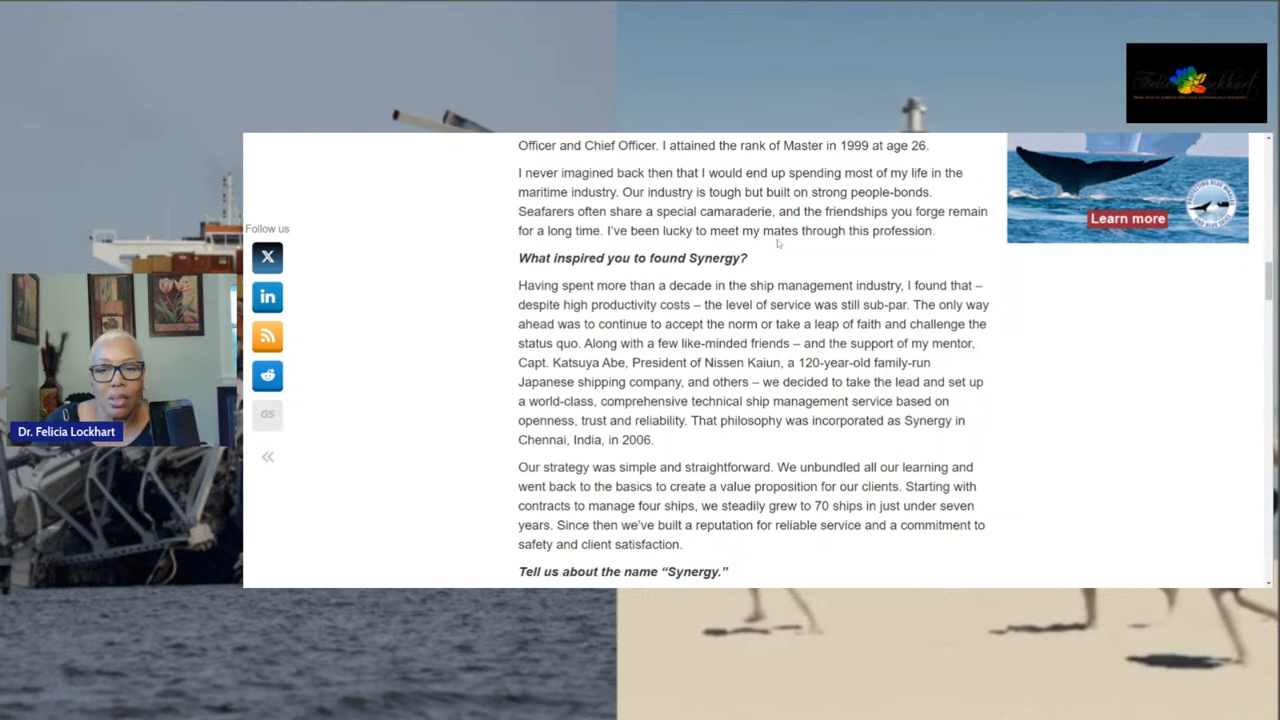 Felicia Lockhart
Officer and Chief Officer. I attained the rank of Master in 1999 at age 26.
I never imagined back then that I would end up spending most of my life in the
maritime industry. Our industry is tough but built on strong people-bonds.
Seafarers often share a special camaraderie, and the friendships you forge remain
for a long time. I've been lucky to meet my mates through this profession.
Learn more
Follow us
What inspired you to found Synergy?
Having spent more than a decade in the ship management industry, I found that –
despite high productivity costs – the level of service was still sub-par. The only way
ahead was to continue to accept the norm or take a leap of faith and challenge the
status quo. Along with a few like-minded friends – and the support of my mentor,
Capt. Katsuya Abe, President of Nissen Kaiun, a 120-year-old family-run
Japanese shipping company, and others – we decided to take the lead and set up
a world-class, comprehensive technical ship management service based on
openness, trust and reliability. That philosophy was incorporated as Synergy in
Chennai, India, in 2006.
Our strategy was simple and straightforward. We unbundled all our learning and
went back to the basics to create a value proposition for our clients. Starting with
contracts to manage four ships, we steadily grew to 70 ships in just under seven
years. Since then we've built a reputation for reliable service and a commitment to
safety and client satisfaction.
Tell us about the name “Synergy.”
X
in
GS
Dr. Felicia Lockhart